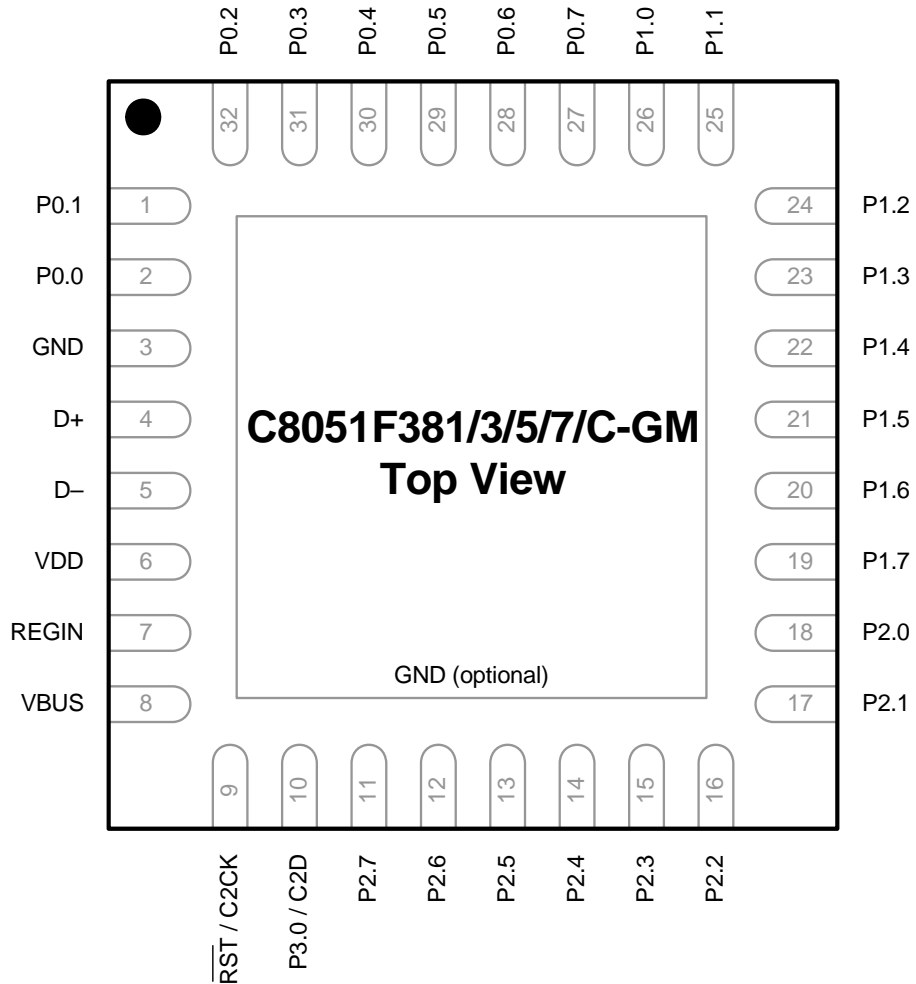 P0.2
P0.3
P0.4
P0.5
P0.6
P0.7
P1.0
P1.1
32
31
30
29
28
27
26
25
P0.1
1
P0.0
2
GND
3
D+
4
D–
5
VDD
6
REGIN
7
VBUS
8
24
P1.2
23
P1.3
22
P1.4
21
P1.5
20
P1.6
19
P1.7
18
P2.0
17
P2.1
C8051F381/3/5/7/C-GM
Top View
GND (optional)
9
10
11
12
13
14
15
16
RST / C2CK
P3.0 / C2D
P2.7
P2.6
P2.5
P2.4
P2.3
P2.2